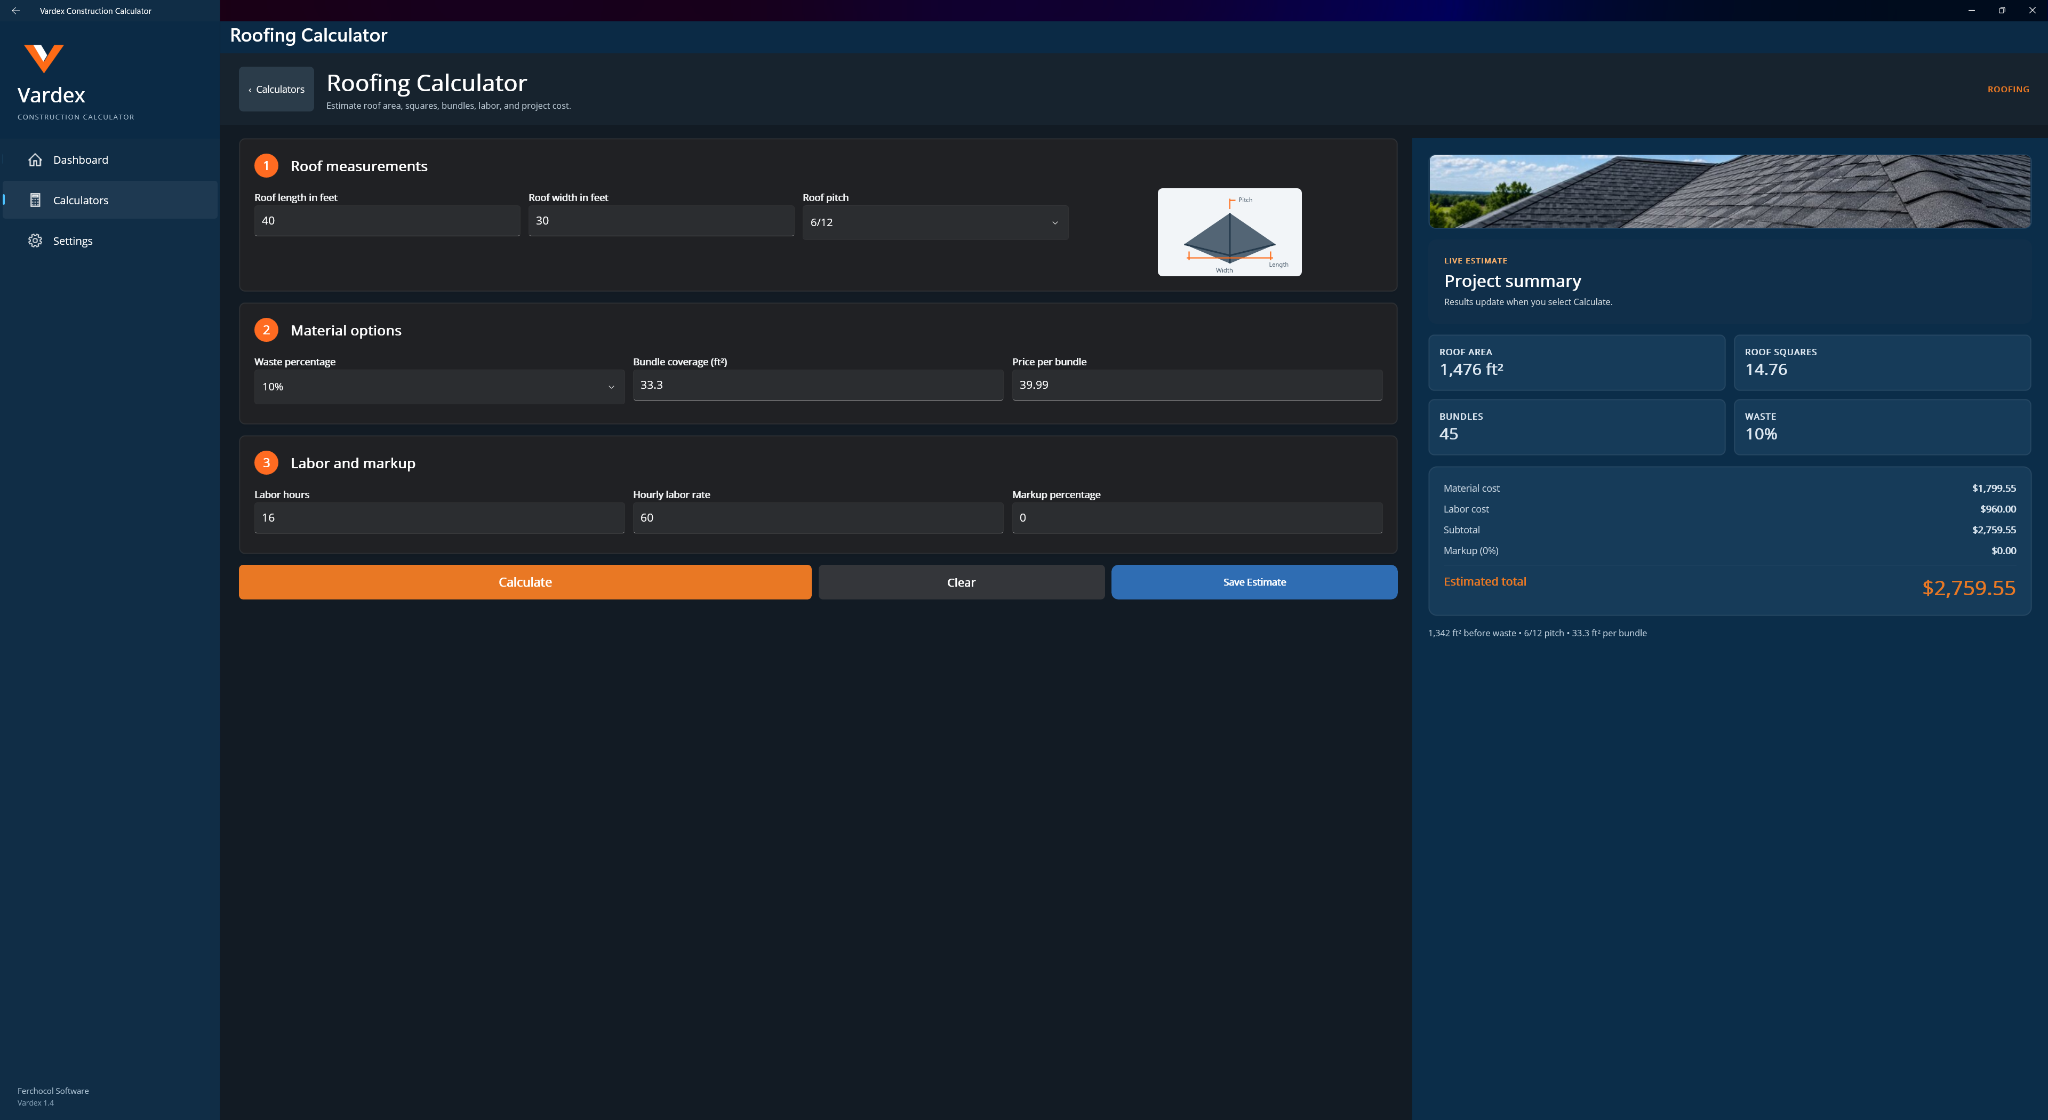 Vardex Construction Calculator
Vardex
CONSTRUCTION CALCULATOR
Dashboard
Calculators
Settings
Ferchocol Software
Vardex 1.4
Roofing Calculator
‹ Calculators
Roofing Calculator
Estimate roof area, squares, bundles, labor, and project cost.
ROOFING
1 Roof measurements
Roof length in feet Roof width in feet Roof pitch
40 30 6/12
Pitch
Width Length
2 Material options
Waste percentage Bundle coverage (ft²) Price per bundle
10% 33.3 39.99
3 Labor and markup
Labor hours Hourly labor rate Markup percentage
16 60 0
Calculate Clear Save Estimate
LIVE ESTIMATE
Project summary
Results update when you select Calculate.
ROOF AREA
1,476 ft²
ROOF SQUARES
14.76
BUNDLES
45
WASTE
10%
Material cost $1,799.55
Labor cost $960.00
Subtotal $2,759.55
Markup (0%) $0.00
Estimated total $2,759.55
1,342 ft² before waste • 6/12 pitch • 33.3 ft² per bundle